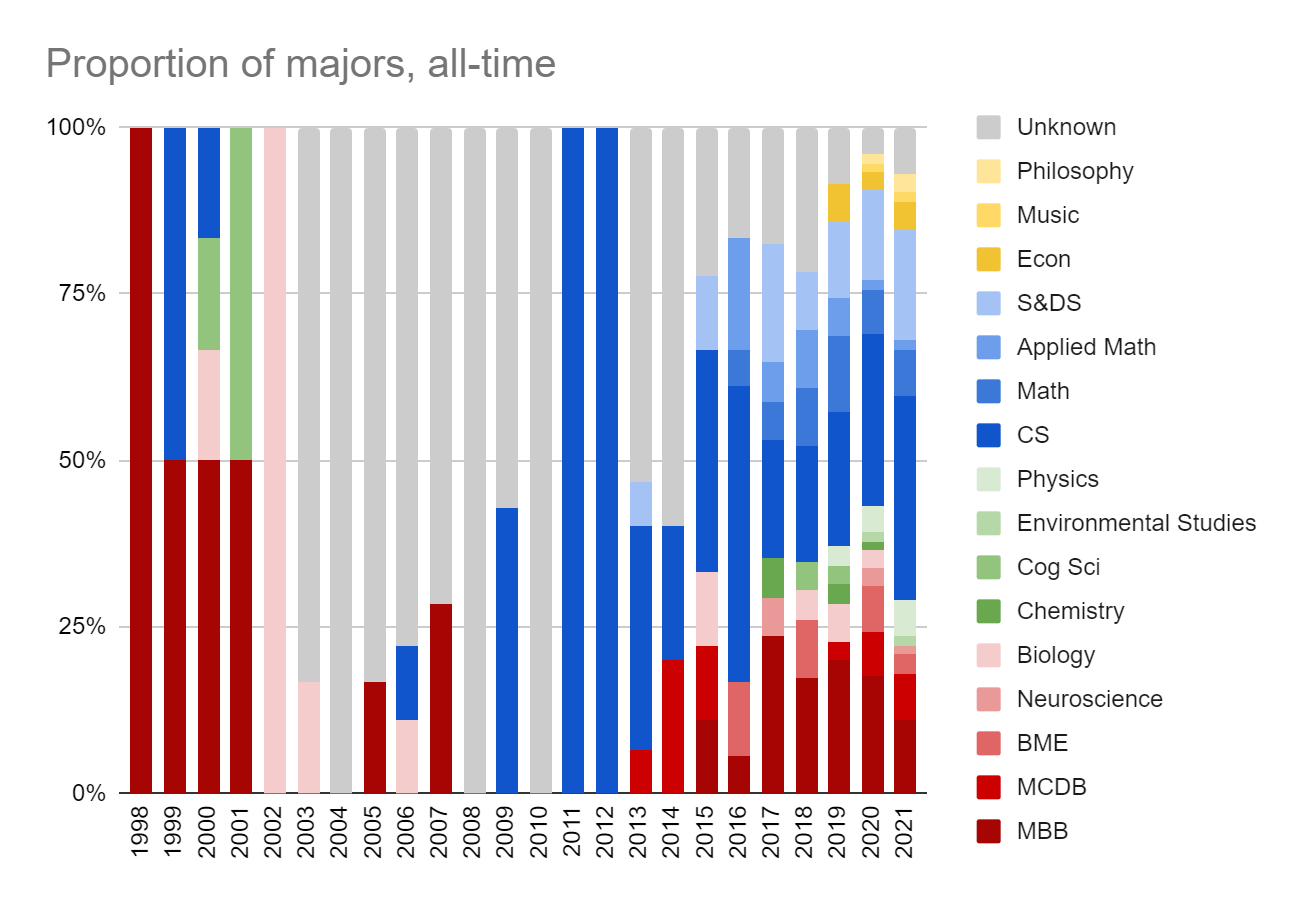 Proportion of majors, all-time
100%
75%
50%
25%
0%
1998
1999
2000
2001
2002
2003
2004
2005
2006
2007
2008
2009
2010
2011
2012
2013
2014
2015
2016
2017
2018
2019
2020
2021
Unknown
Philosophy
Music
Econ
S&DS
Applied Math
Math
CS
Physics
Environmental Studies
Cog Sci
Chemistry
Biology
Neuroscience
BME
MCDB
MBB